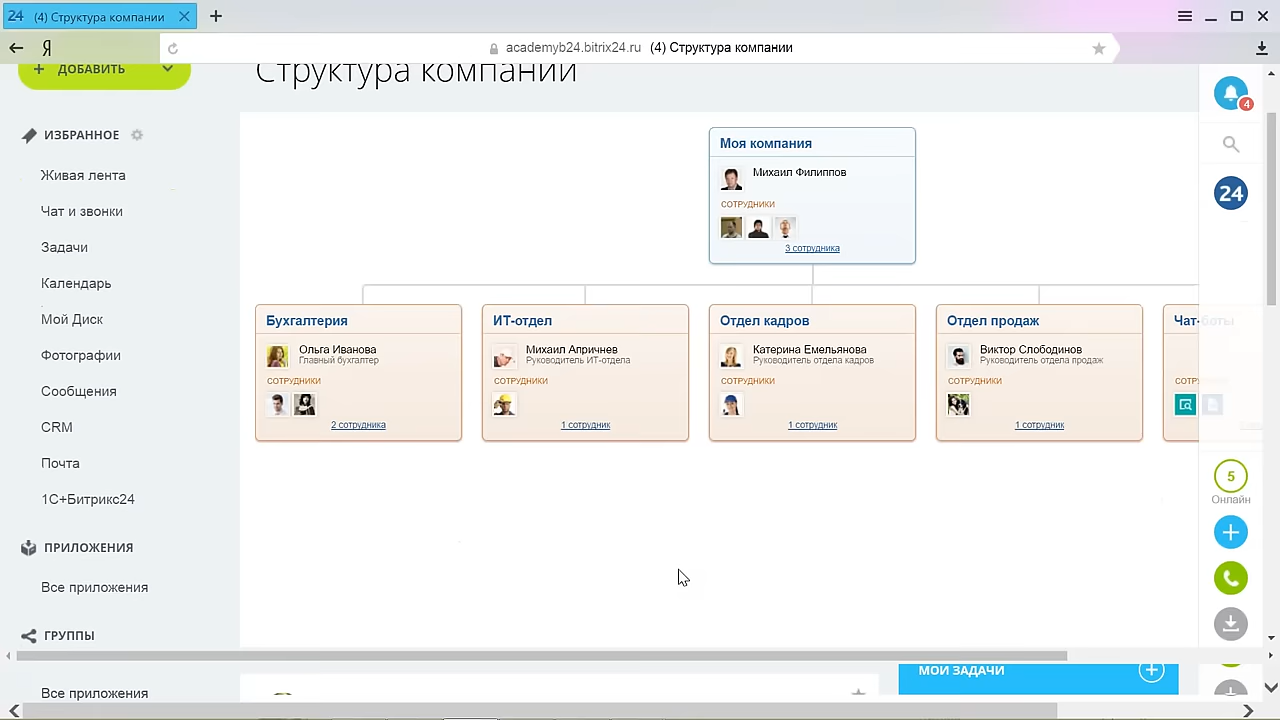 24 (4) Структура компании
Я
academyb24.bitrix24.ru (4) Структура компании
ДОБАВИТЬ
Структура компании
ИЗБРАННОЕ
Живая лента
Чат и звонки
Задачи
Календарь
Мой Диск
Фотографии
Сообщения
CRM
Почта
1С+Битрикс24
ПРИЛОЖЕНИЯ
Все приложения
ГРУППЫ
Все приложения
Моя компания
Михаил Филиппов
СОТРУДНИКИ
3 сотрудника
Бухгалтерия
Ольга Иванова
Главный бухгалтер
СОТРУДНИКИ
2 сотрудника
ИТ-отдел
Михаил Апричнев
Руководитель ИТ-отдела
СОТРУДНИКИ
1 сотрудник
Отдел кадров
Катерина Емельянова
Руководитель отдела кадров
СОТРУДНИКИ
1 сотрудник
Отдел продаж
Виктор Слободинов
Руководитель отдела продаж
СОТРУДНИКИ
1 сотрудник
Чат-боты
4
24
5
Онлайн
МОИ ЗАДАЧИ